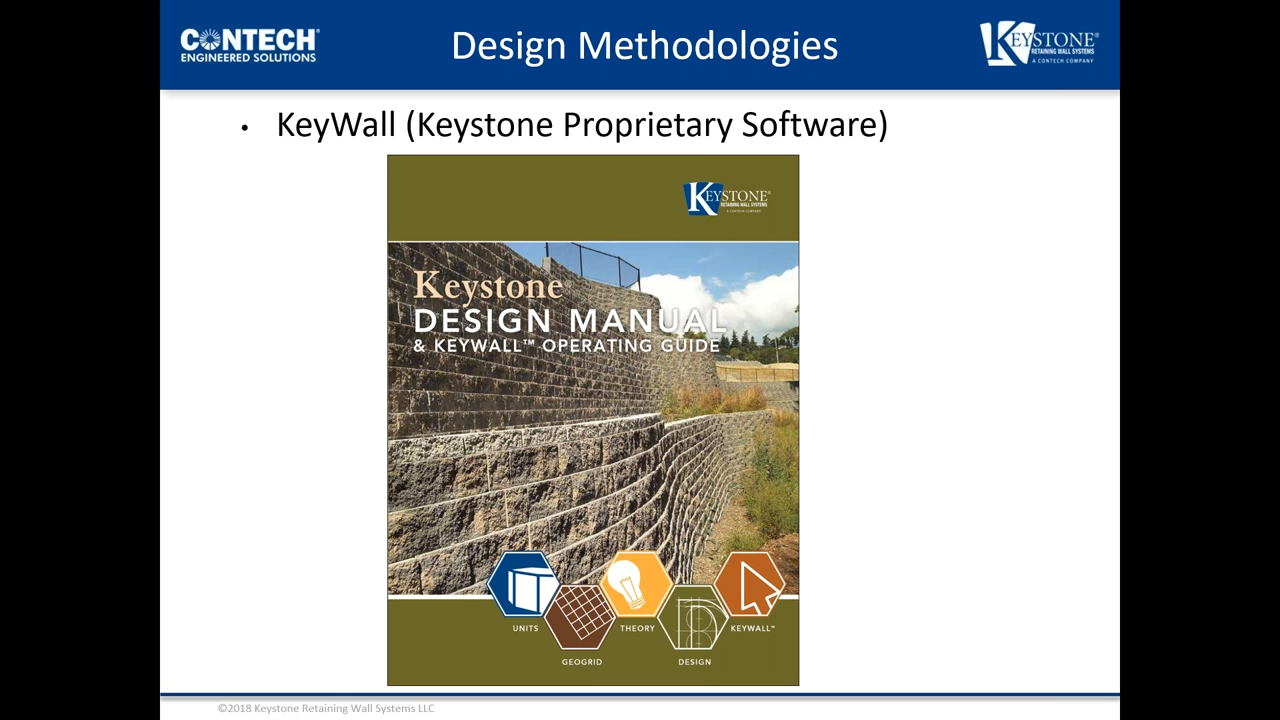 CONTECH®
ENGINEERED SOLUTIONS
Design Methodologies
KEYSTONE®
RETAINING WALL SYSTEMS
A CONTECH COMPANY
• KeyWall (Keystone Proprietary Software)
KEYSTONE®
RETAINING WALL SYSTEMS
A CONTECH COMPANY
Keystone
DESIGN MANUAL
& KEYWALL™ OPERATING GUIDE
UNITS
THEORY
KEYWALL™
GEOGRID
DESIGN
©2018 Keystone Retaining Wall Systems LLC